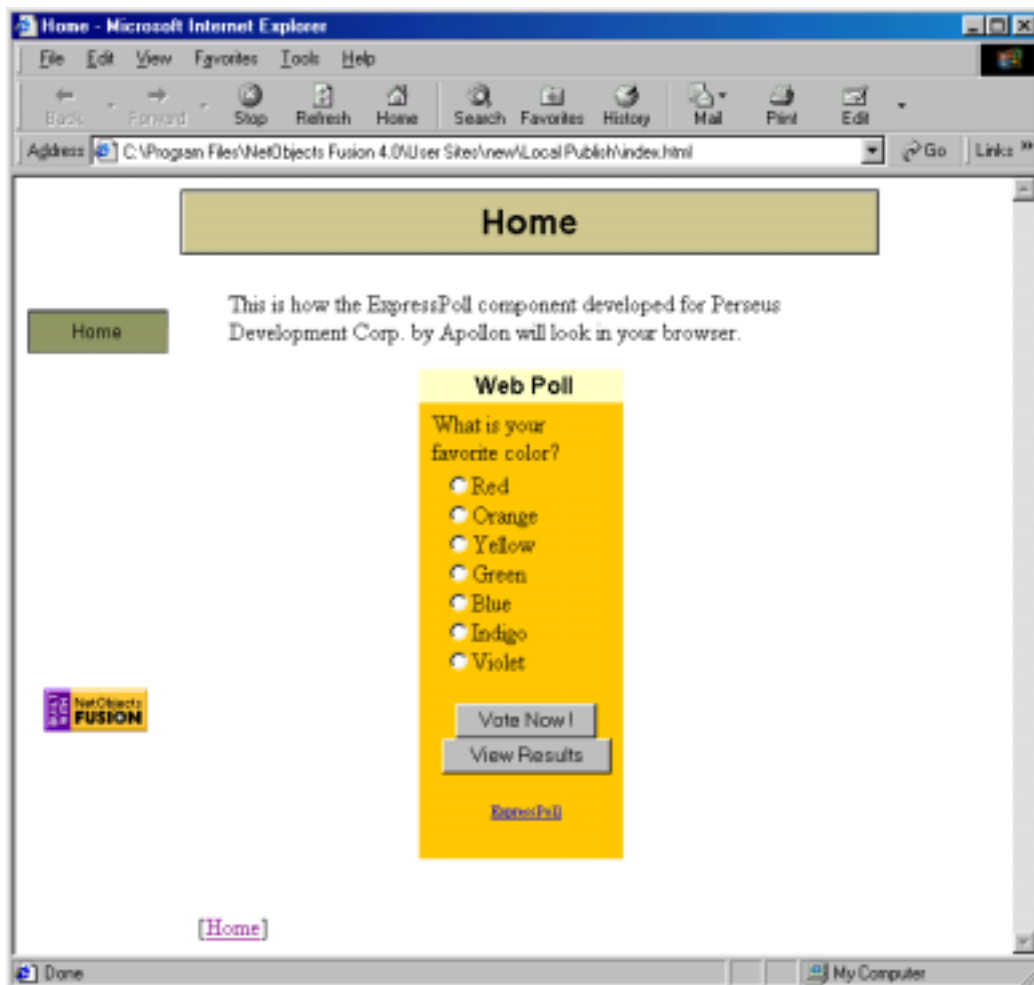 Home - Microsoft Internet Explorer
File Edit View Favorites Tools Help
Back Forward Stop Refresh Home Search Favorites History Mail Print Edit
Address C:\Program Files\NetObjects Fusion 4.0\User Sites\new\Local Publish\index.html Go Links »
Home
This is how the ExpressPoll component developed for Perseus
Home
Development Corp. by Apollon will look in your browser.
Web Poll
What is your
favorite color?
Red
Orange
Yellow
Green
Blue
Indigo
Violet
NetObjects
FUSION
Vote Now!
View Results
ExpressPoll
[Home]
Done My Computer